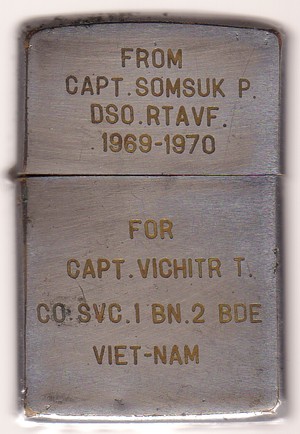 FROM
CAPT.SOMSUK P.
DSO.RTAVF.
1969-1970
FOR
CAPT.VICHITR T.
CO.SVC.1 BN.2 BDE
VIET-NAM